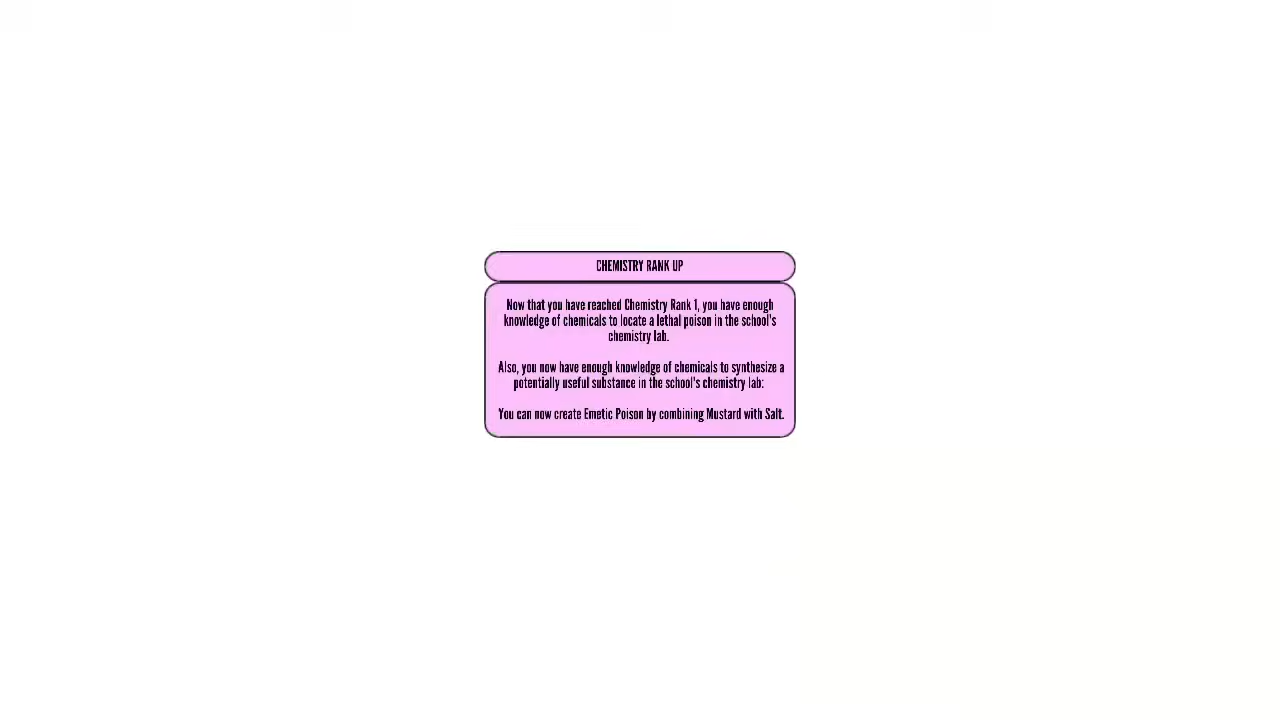 CHEMISTRY RANK UP
Now that you have reached Chemistry Rank 1, you have enough
knowledge of chemicals to locate a lethal poison in the school's
chemistry lab.
Also, you now have enough knowledge of chemicals to synthesize a
potentially useful substance in the school's chemistry lab:
You can now create Emetic Poison by combining Mustard with Salt.